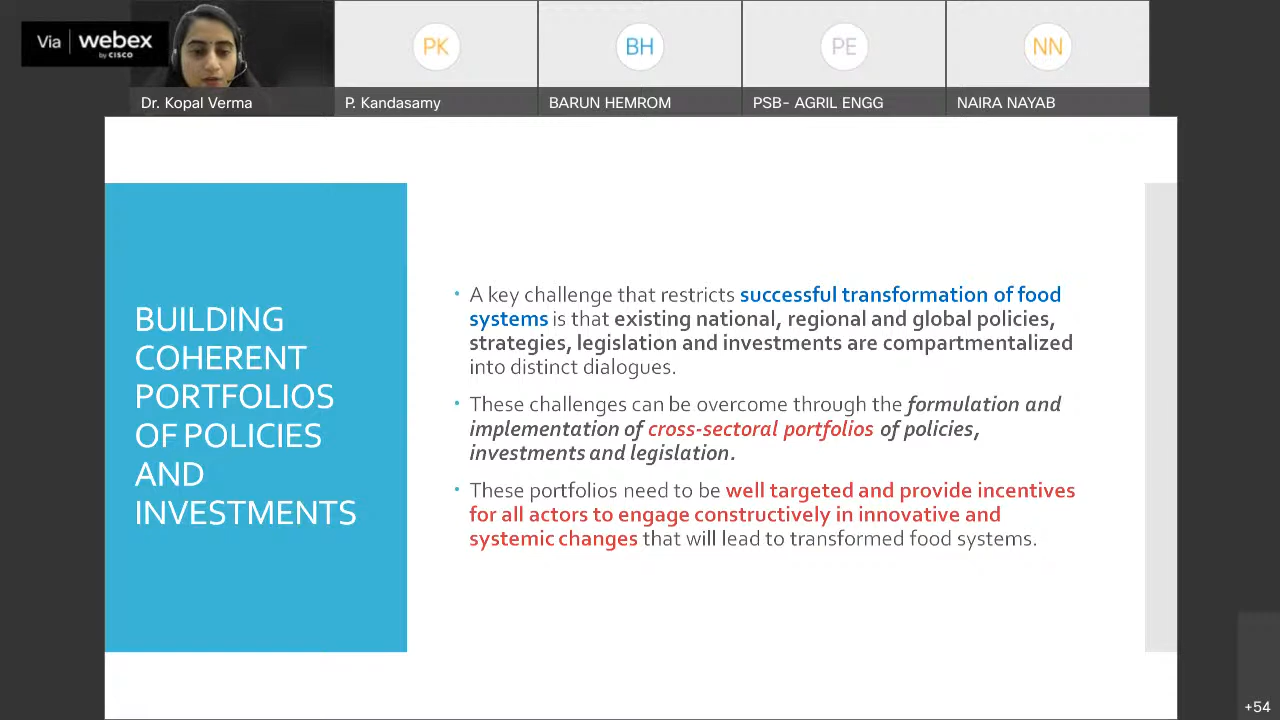 Via webex
by CISCO
PK
BH
PE
NN
Dr. Kopal Verma
P. Kandasamy
BARUN HEMROM
PSB- AGRIL ENGG
NAIRA NAYAB
BUILDING
COHERENT
PORTFOLIOS
OF POLICIES
AND
INVESTMENTS
• A key challenge that restricts successful transformation of food
systems is that existing national, regional and global policies,
strategies, legislation and investments are compartmentalized
into distinct dialogues.
• These challenges can be overcome through the formulation and
implementation of cross-sectoral portfolios of policies,
investments and legislation.
• These portfolios need to be well targeted and provide incentives
for all actors to engage constructively in innovative and
systemic changes that will lead to transformed food systems.
+54